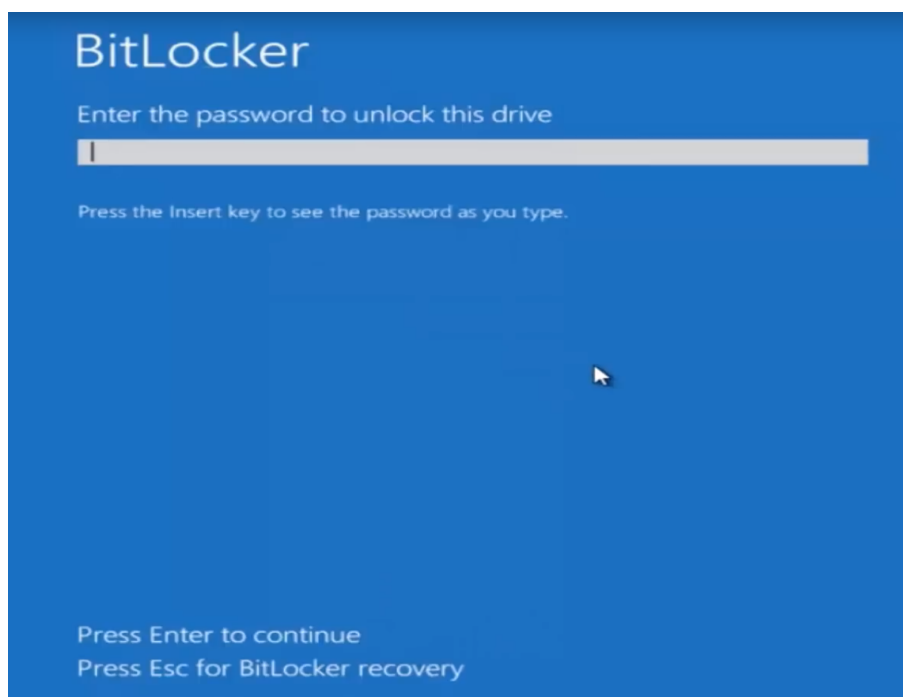 BitLocker
Enter the password to unlock this drive
Press the Insert key to see the password as you type.
Press Enter to continue
Press Esc for BitLocker recovery